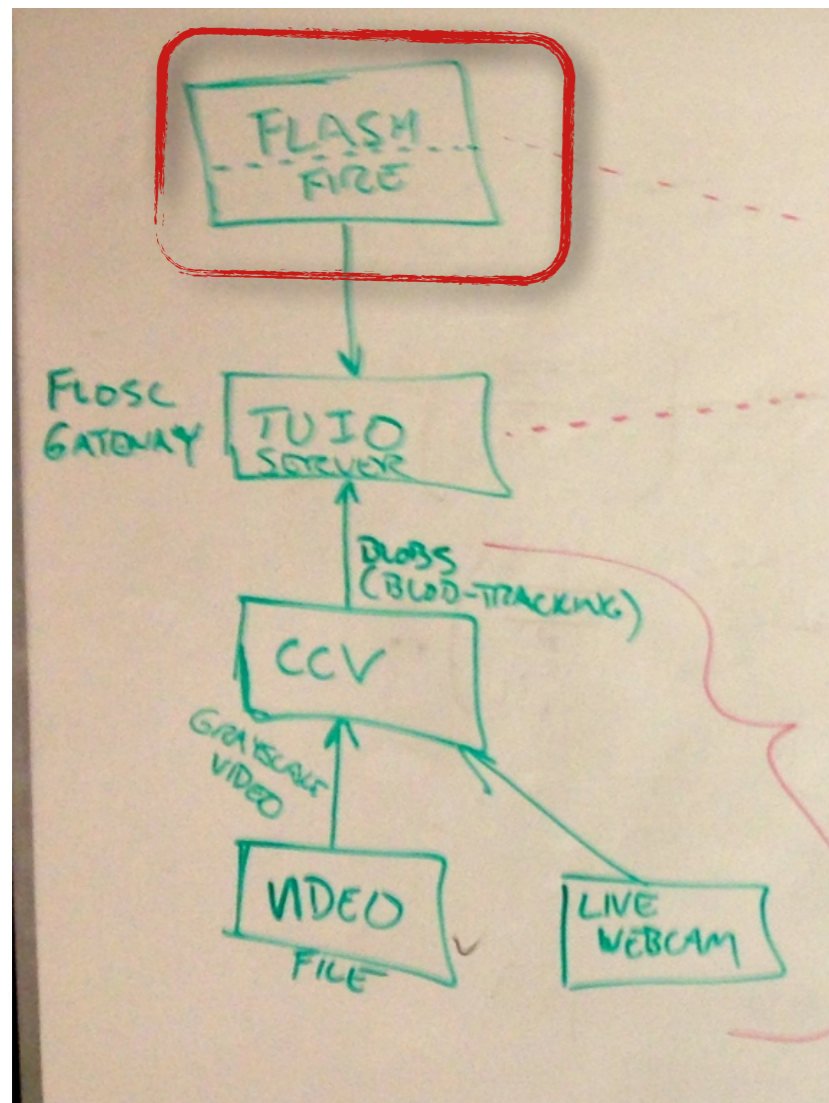 FLASH
FIRE
FLOSC
GATEWAY
TUIO
SERVER
BLOBS
(BLOB-TRACKING)
CCV
GRAYSCALE
VIDEO
VIDEO
FILE
LIVE
WEBCAM